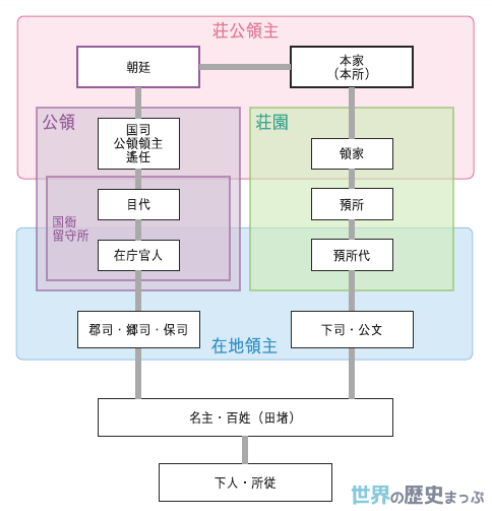 荘公領主
朝廷
本家
（本所）
公領
荘園
国司
公領領主
遙任
領家
目代
預所
国衙
留守所
在庁官人
預所代
郡司・郷司・保司
下司・公文
在地領主
名主・百姓（田堵）
下人・所従
世界の歴史まっぷ